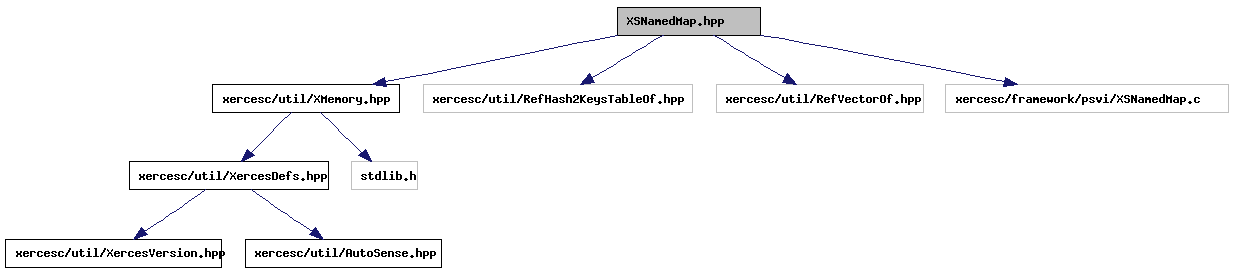 XSNamedMap.hpp
xercesc/util/XMemory.hpp
xercesc/util/RefHash2KeysTableOf.hpp
xercesc/util/RefVectorOf.hpp
xercesc/framework/psvi/XSNamedMap.c
xercesc/util/XercesDefs.hpp
stdlib.h
xercesc/util/XercesVersion.hpp
xercesc/util/AutoSense.hpp